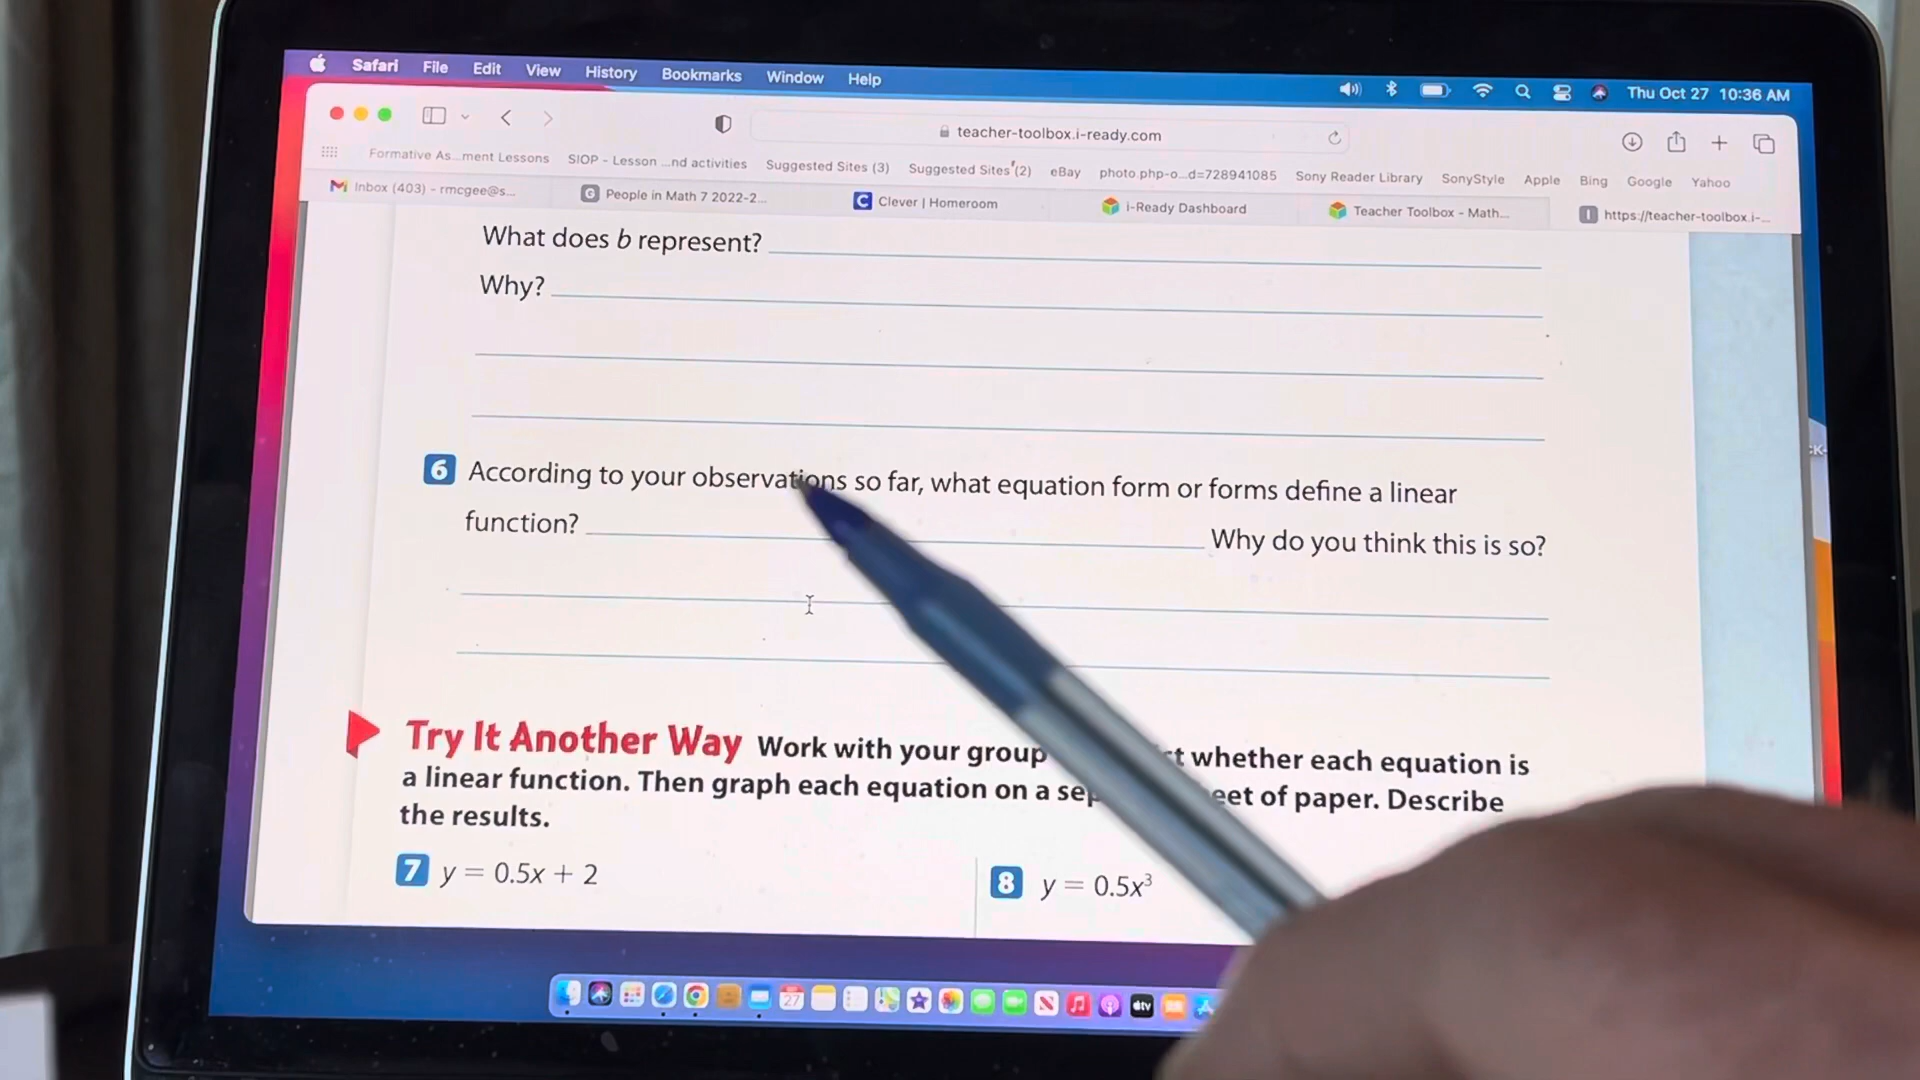 Safari File Edit View History Bookmarks Window Help Thu Oct 27 10:36 AM
teacher-toolbox.i-ready.com
Formative As...ment Lessons SIOP - Lesson ...nd activities Suggested Sites (3) Suggested Sites (2) eBay photo.php-o...d=728941085 Sony Reader Library SonyStyle Apple Bing Google Yahoo
Inbox (403) - rmcgee@s... G People in Math 7 2022-2... C Clever | Homeroom i-Ready Dashboard Teacher Toolbox - Math... I https://teacher-toolbox.i-...
What does b represent?
Why?
6 According to your observations so far, what equation form or forms define a linear
function? Why do you think this is so?
Try It Another Way Work with your group whether each equation is
a linear function. Then graph each equation on a of paper. Describe
the results.
7 y = 0.5x + 2
8 y = 0.5x³
27
tv